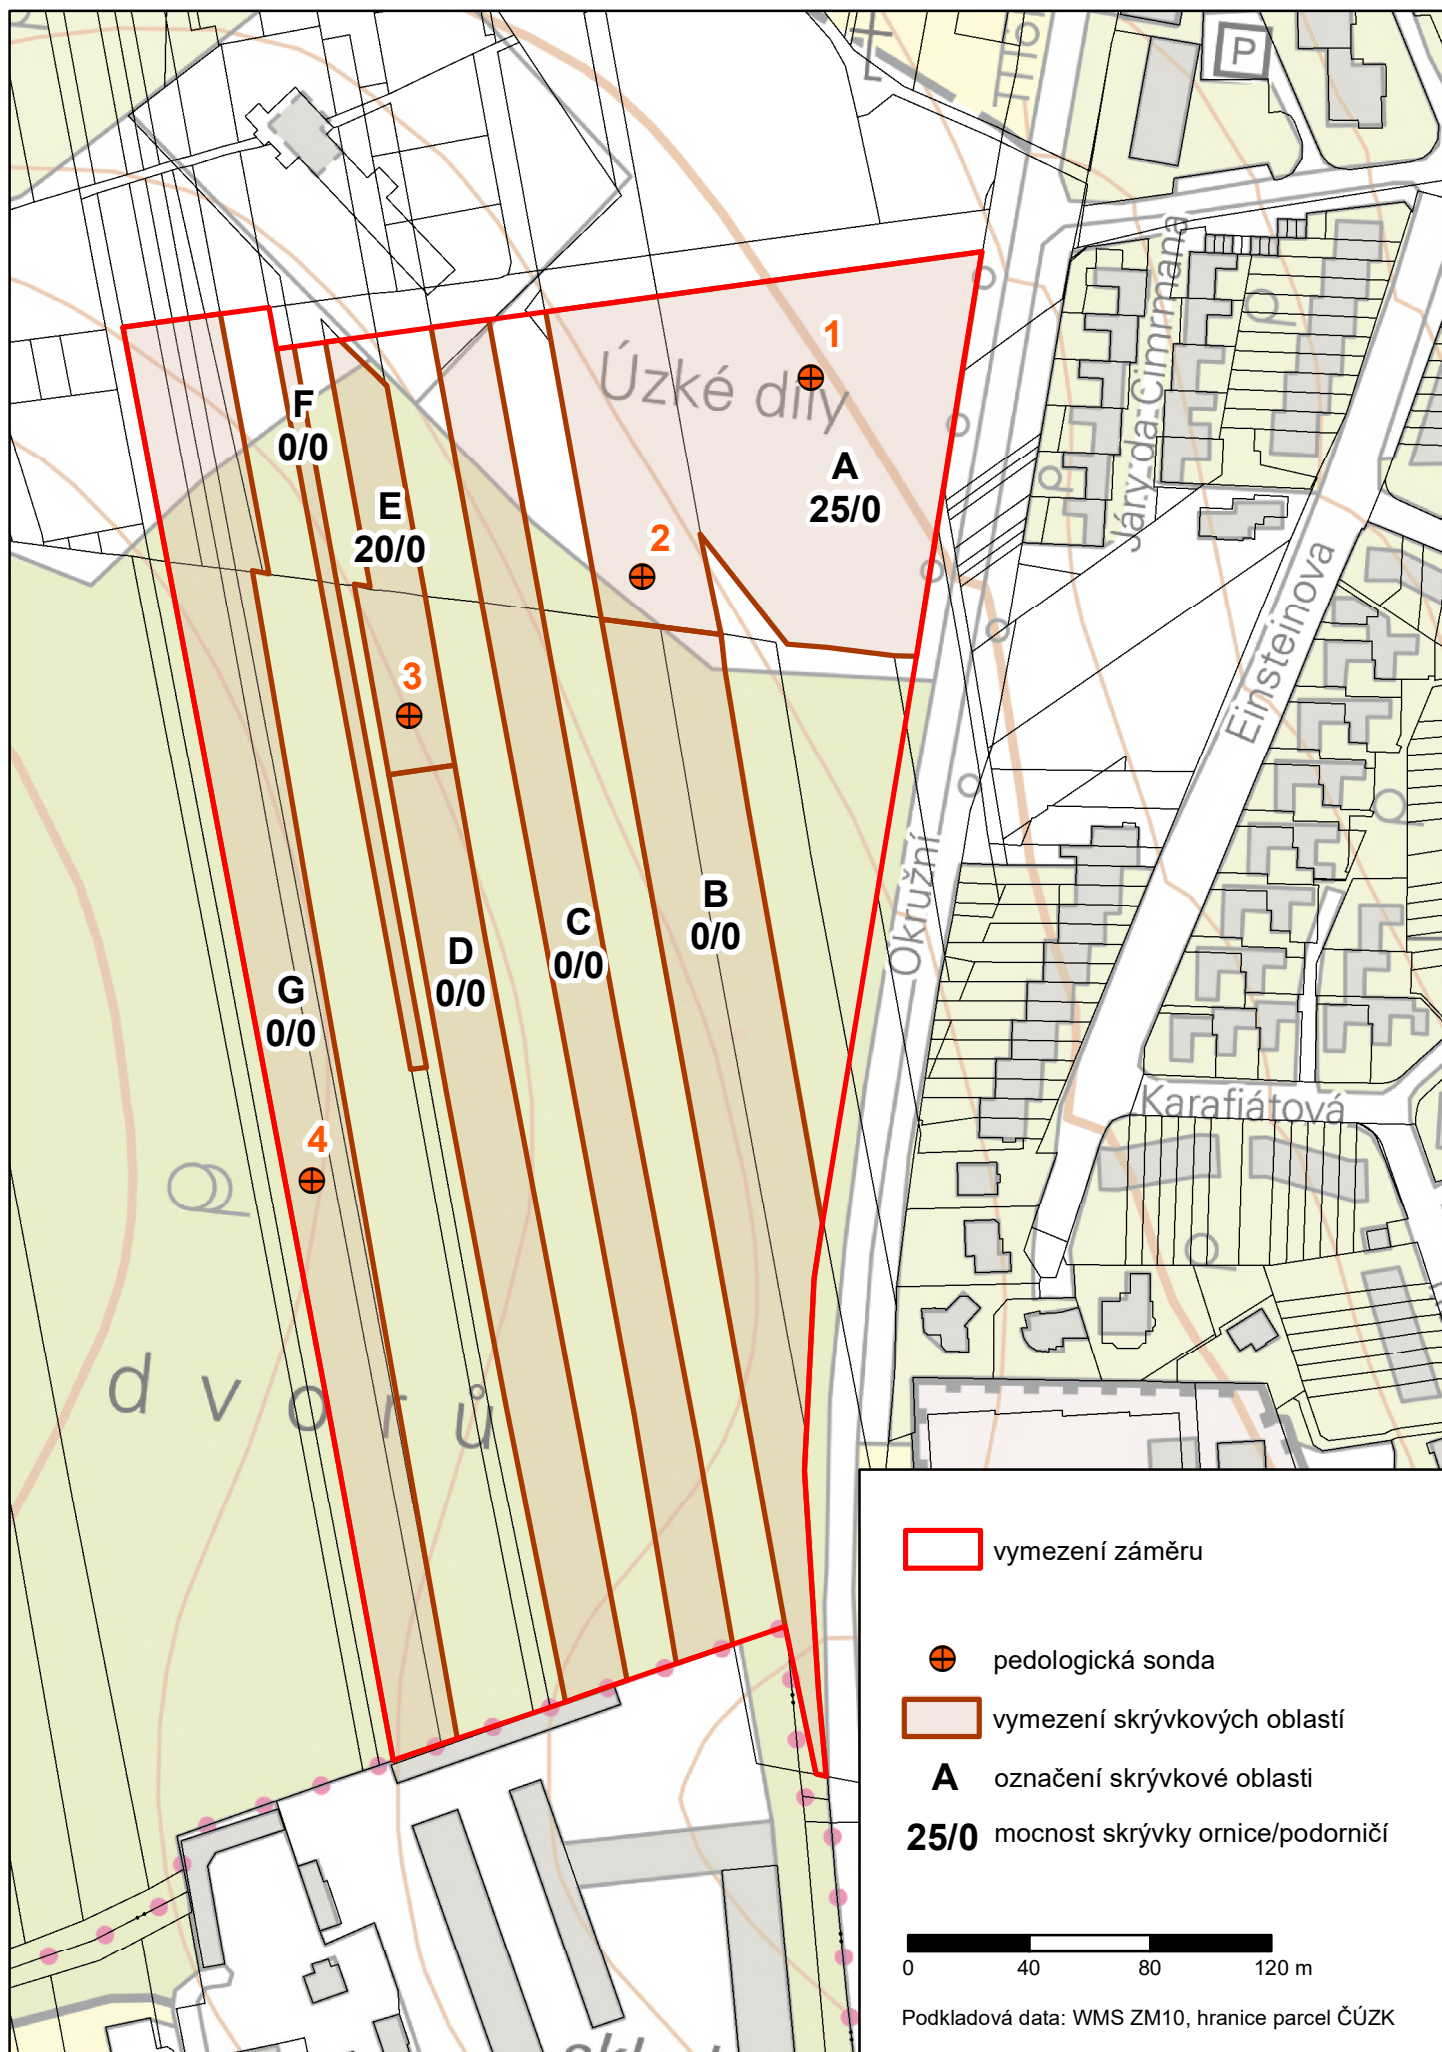 P
Járy da Cimrmana
Úzké díly
1
F
0/0
A
25/0
E
20/0
2
Einsteinova
3
Okružní
B
0/0
C
0/0
D
0/0
G
0/0
Karafiátová
4
dvorů
vymezení záměru
pedologická sonda
vymezení skrývkových oblastí
A označení skrývkové oblasti
25/0 mocnost skrývky ornice/podorničí
0 40 80 120 m
Podkladová data: WMS ZM10, hranice parcel ČÚZK